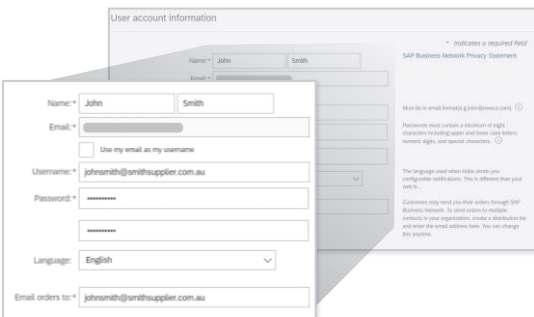 User account information
* Indicates a required field
Name:* John Smith
SAP Business Network Privacy Statement
Email:*
Must be in email format(e.g john@newco.com)
Passwords must contain a minimum of eight
characters including upper and lower case letters,
numeric digits, and special characters.
The language used when Ariba sends you
configurable notifications. This is different than your
web b...
Customers may send you their orders through SAP
Business Network. To send orders to multiple
contacts in your organization, create a distribution list
and enter the email address here. You can change
this anytime.
Name:* John Smith
Email:*
Use my email as my username
Username:* johnsmith@smithsupplier.com.au
Password:* ••••••••••
••••••••••
Language: English
Email orders to:* johnsmith@smithsupplier.com.au